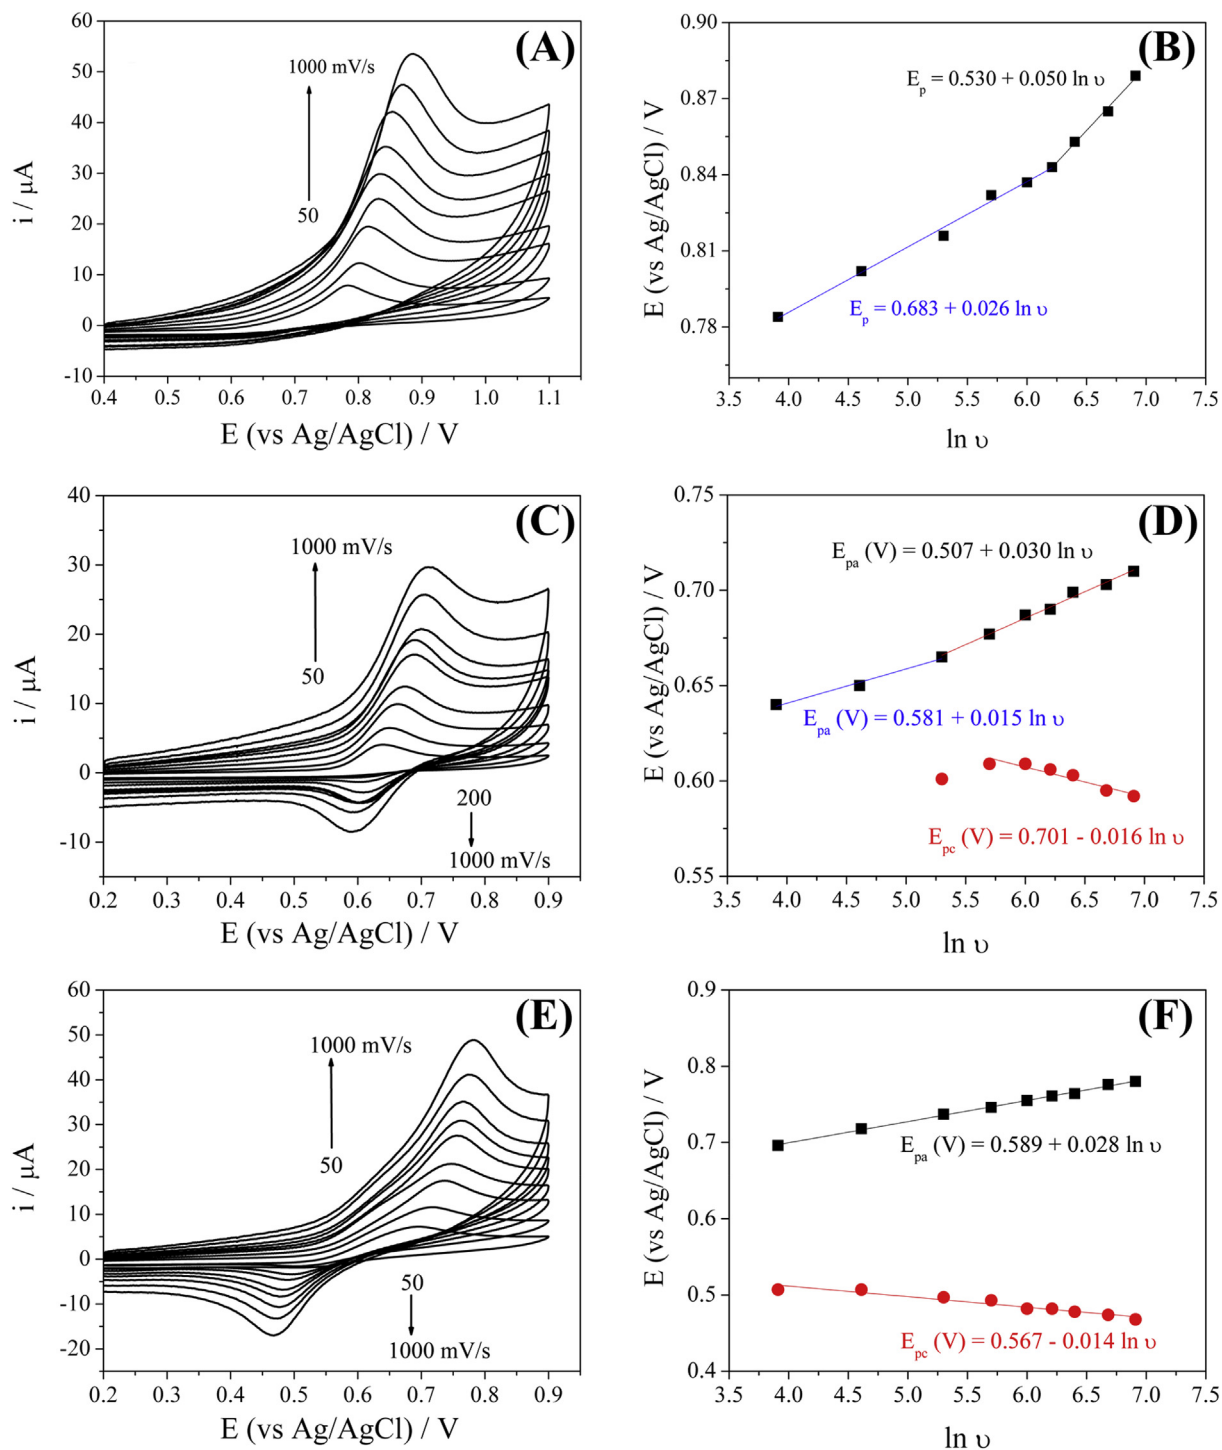 (A)
1000 mV/s
50
60
50
40
30
20
10
0
-10
i / μA
0.4 0.5 0.6 0.7 0.8 0.9 1.0 1.1
E (vs Ag/AgCl) / V
(B)
0.90
0.87
0.84
0.81
0.78
E (vs Ag/AgCl) / V
Ep = 0.530 + 0.050 ln υ
Ep = 0.683 + 0.026 ln υ
3.5 4.0 4.5 5.0 5.5 6.0 6.5 7.0 7.5
ln υ
(C)
1000 mV/s
50
200
1000 mV/s
40
30
20
10
0
-10
i / μA
0.2 0.3 0.4 0.5 0.6 0.7 0.8 0.9
E (vs Ag/AgCl) / V
(D)
0.75
0.70
0.65
0.60
0.55
E (vs Ag/AgCl) / V
Epa (V) = 0.507 + 0.030 ln υ
Epa (V) = 0.581 + 0.015 ln υ
Epc (V) = 0.701 - 0.016 ln υ
3.5 4.0 4.5 5.0 5.5 6.0 6.5 7.0 7.5
ln υ
(E)
1000 mV/s
50
50
1000 mV/s
60
50
40
30
20
10
0
-10
-20
i / μA
0.2 0.3 0.4 0.5 0.6 0.7 0.8 0.9
E (vs Ag/AgCl) / V
(F)
0.9
0.8
0.7
0.6
0.5
0.4
E (vs Ag/AgCl) / V
Epa (V) = 0.589 + 0.028 ln υ
Epc (V) = 0.567 - 0.014 ln υ
3.5 4.0 4.5 5.0 5.5 6.0 6.5 7.0 7.5
ln υ